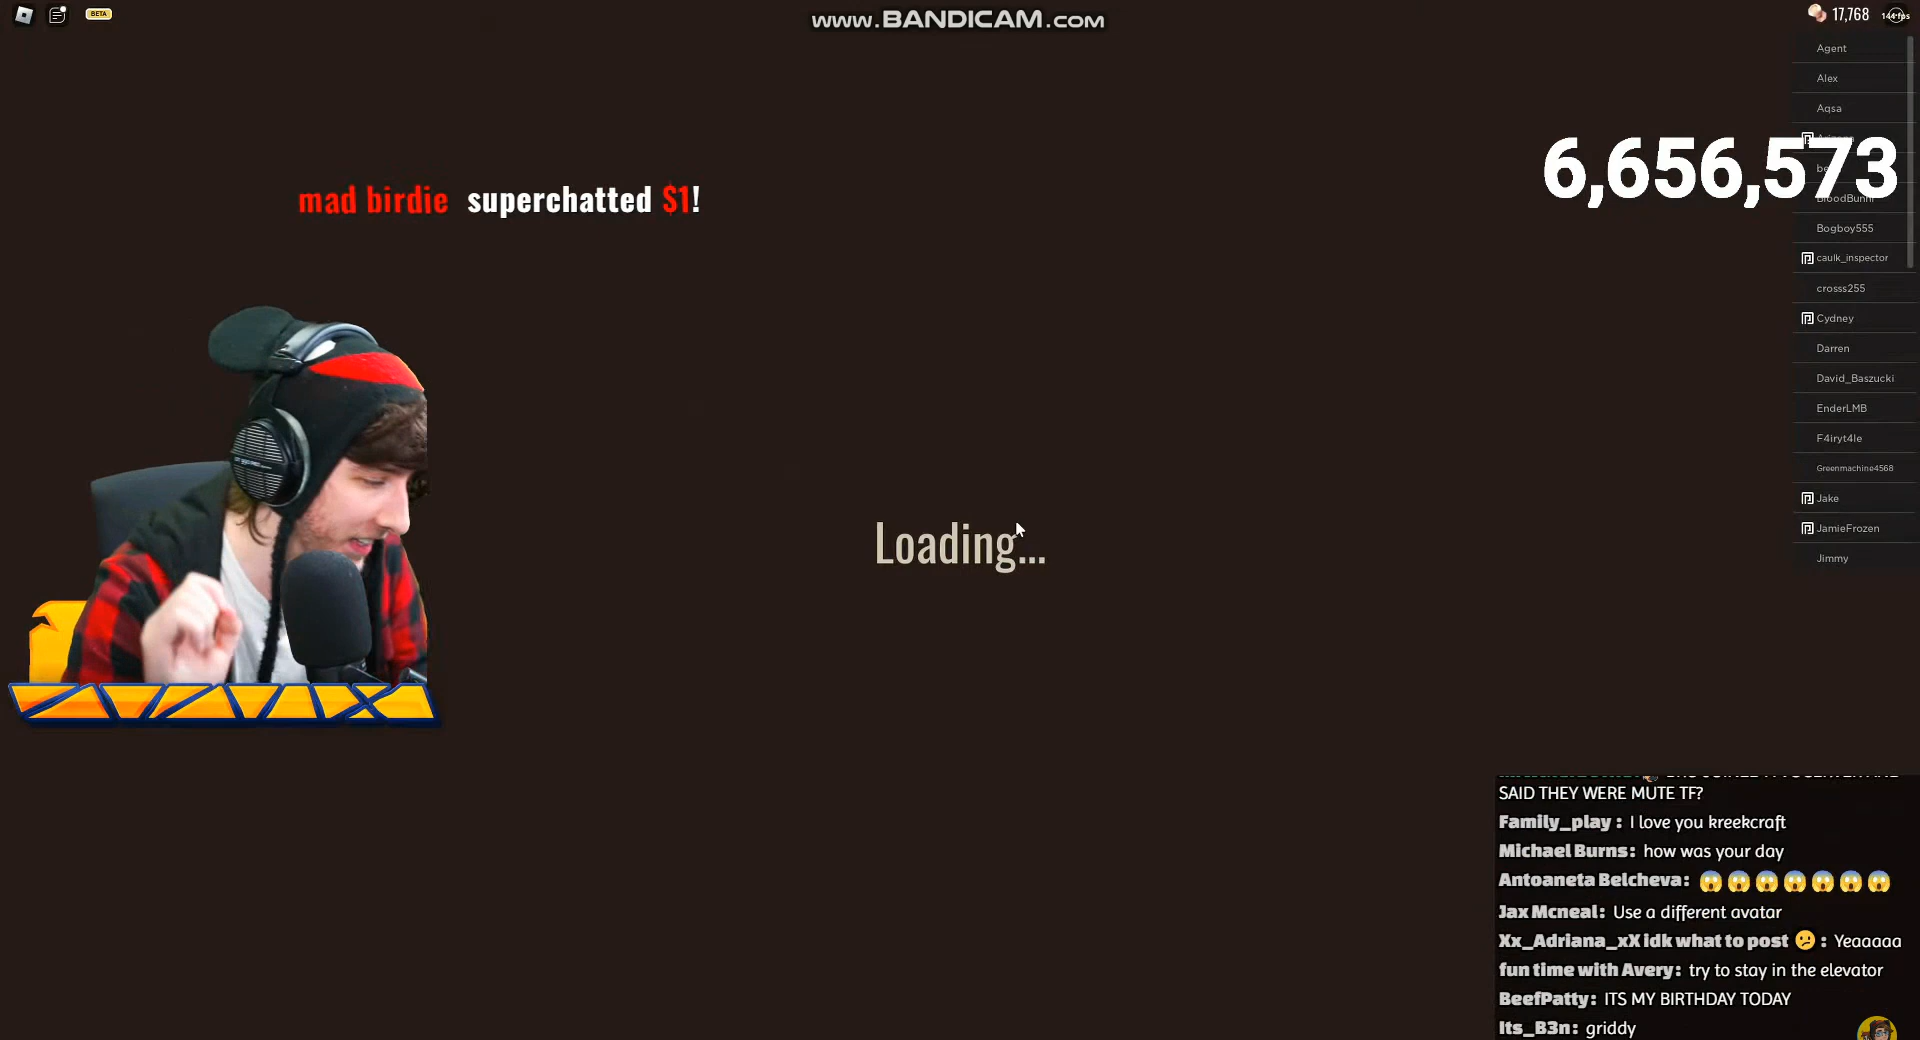 BETA
www.BANDICAM.com
17,768
144 fps
Agent
Alex
Aqsa
6,656,573
BloodBunni
Bogboy555
caulk_inspector
crosss255
Cydney
Darren
David_Baszucki
EnderLMB
F4iryt4le
Greenmachine4568
Jake
JamieFrozen
Jimmy
mad birdie superchatted $1!
Loading...
SAID THEY WERE MUTE TF?
Family_play : I love you kreekcraft
Michael Burns: how was your day
Antoaneta Belcheva: 😱😱😱😱😱😱😱
Jax Mcneal: Use a different avatar
Xx_Adriana_xX idk what to post 😕 : Yeaaaaa
fun time with Avery: try to stay in the elevator
BeefPatty: ITS MY BIRTHDAY TODAY
Its_B3n: griddy